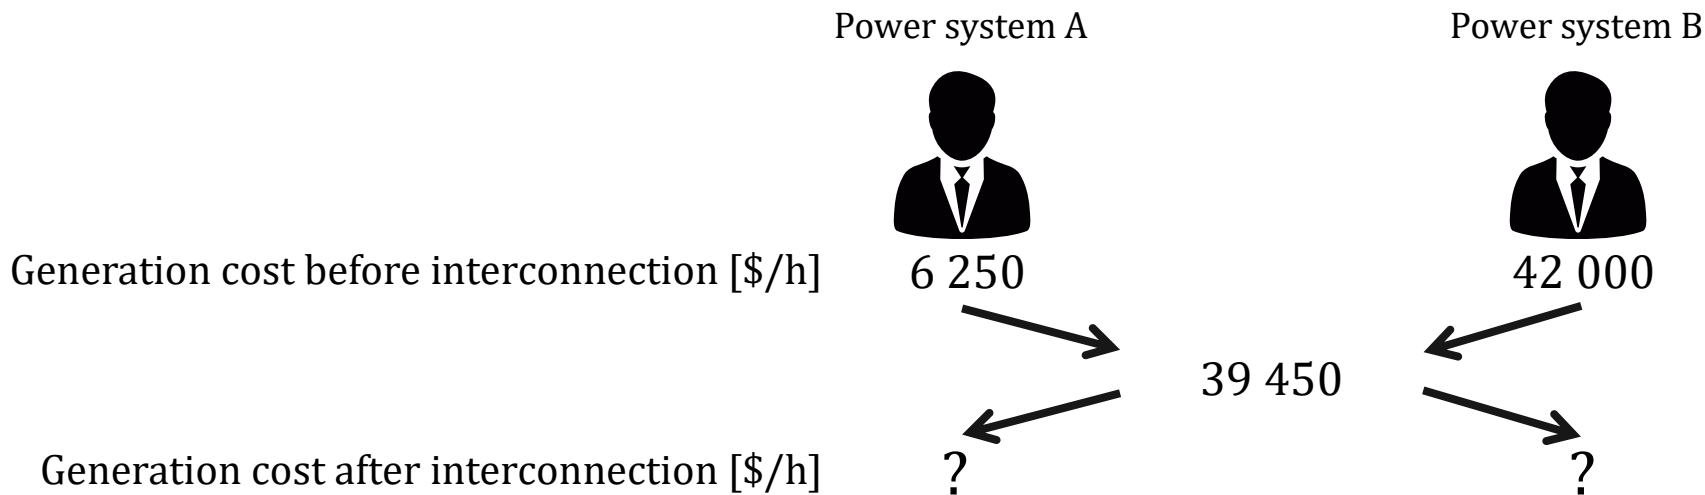 Power system A
Power system B
Generation cost before interconnection [$/h]
6 250
42 000
39 450
Generation cost after interconnection [$/h]
?
?